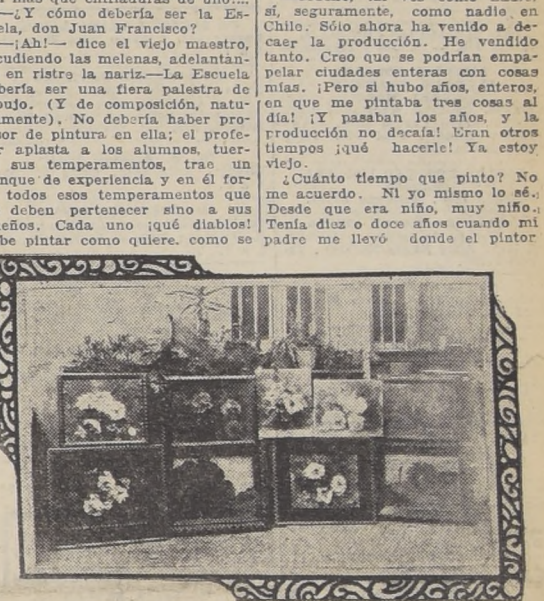 más que
—¿Y cómo debería ser la Es-
ela, don Juan Francisco?
—¡Ah!— dice el viejo maestro,
cudiendo las melenas, adelantan-
en ristre la nariz.—La Escuela
bería ser una fiera palestra de
bujo. (Y de composición, natu-
lmente). No debería haber pro-
sor de pintura en ella; el profe-
r aplasta a los alumnos, tuer-
sus temperamentos, trae un
nque de experiencia y en él for-
todos esos temperamentos que
deben pertenecer sino a sus
eños. Cada uno ¡qué diablos!
be pintar como quiere, como se
sí, seguramente, como nadie en
Chile. Sólo ahora ha venido a de-
caer la producción. He vendido
tanto. Creo que se podrían empa-
pelar ciudades enteras con cosas
mías. ¡Pero si hubo años, enteros,
en que me pintaba tres cosas al
día! ¡Y pasaban los años, y la
producción no decaía! Eran otros
tiempos ¡qué hacerle! Ya estoy
viejo.
¿Cuánto tiempo que pinto? No
me acuerdo. Ni yo mismo lo sé.
Desde que era niño, muy niño.
Tenía diez o doce años cuando mi
padre me llevó donde el pintor